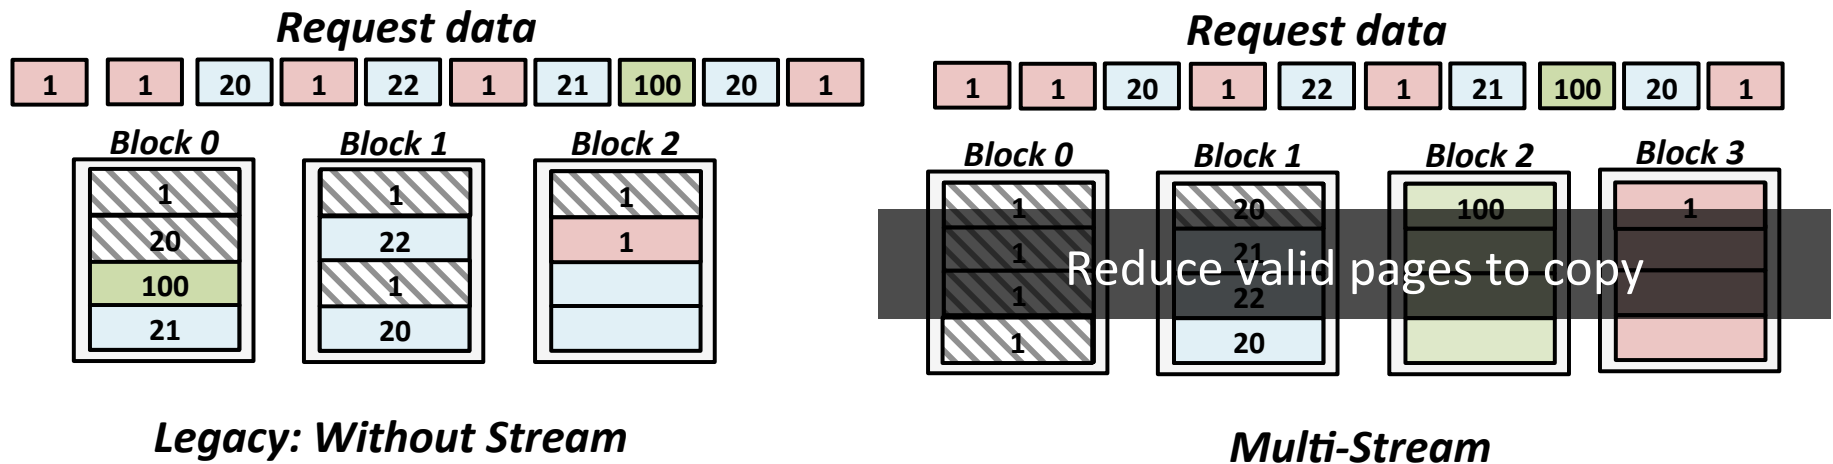 Request data
1 1 20 1 22 1 21 100 20 1
Block 0 Block 1 Block 2
1 1 1
20 22 1
100 1
21 20
Legacy: Without Stream
Request data
1 1 20 1 22 1 21 100 20 1
Block 0 Block 1 Block 2 Block 3
1 20 100 1
1 21
Reduce valid pages to copy
1 22
1 20
Multi-Stream